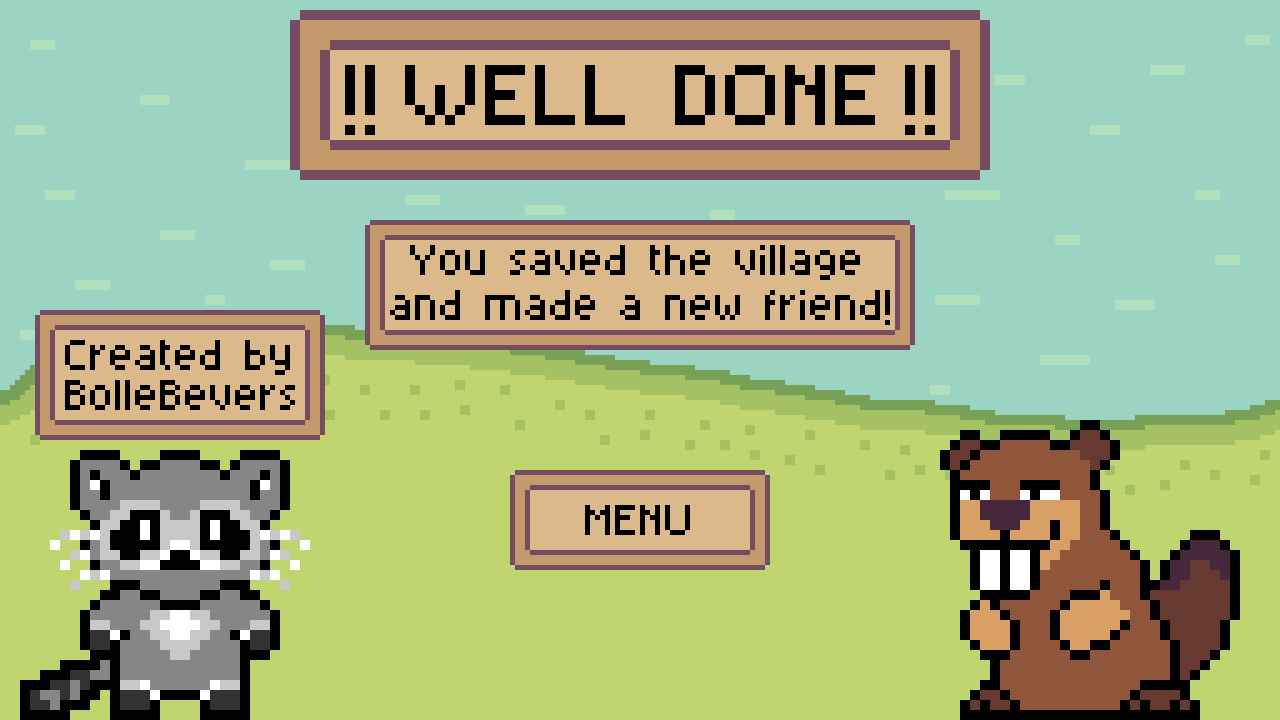 !! WELL DONE !!
You saved the village
and made a new friend!
Created by
BolleBevers
MENU